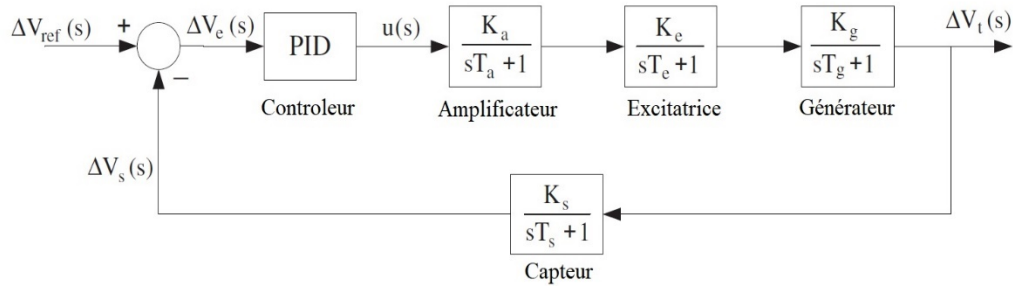 ΔV_ref (s)
+
−
ΔV_e (s)
PID
Controleur
u(s)
K_a
sT_a +1
Amplificateur
K_e
sT_e +1
Excitatrice
K_g
sT_g +1
Générateur
ΔV_t (s)
ΔV_s (s)
K_s
sT_s +1
Capteur